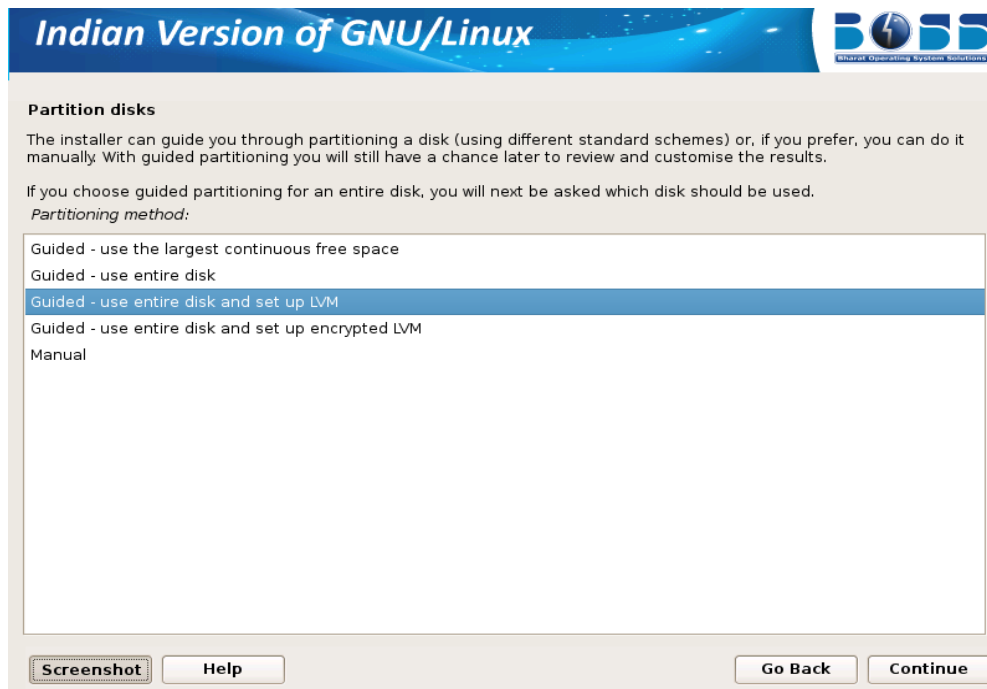 Indian Version of GNU/Linux
BOSS
Bharat Operating System Solutions
Partition disks
The installer can guide you through partitioning a disk (using different standard schemes) or, if you prefer, you can do it
manually. With guided partitioning you will still have a chance later to review and customise the results.
If you choose guided partitioning for an entire disk, you will next be asked which disk should be used.
Partitioning method:
Guided - use the largest continuous free space
Guided - use entire disk
Guided - use entire disk and set up LVM
Guided - use entire disk and set up encrypted LVM
Manual
Screenshot Help Go Back Continue